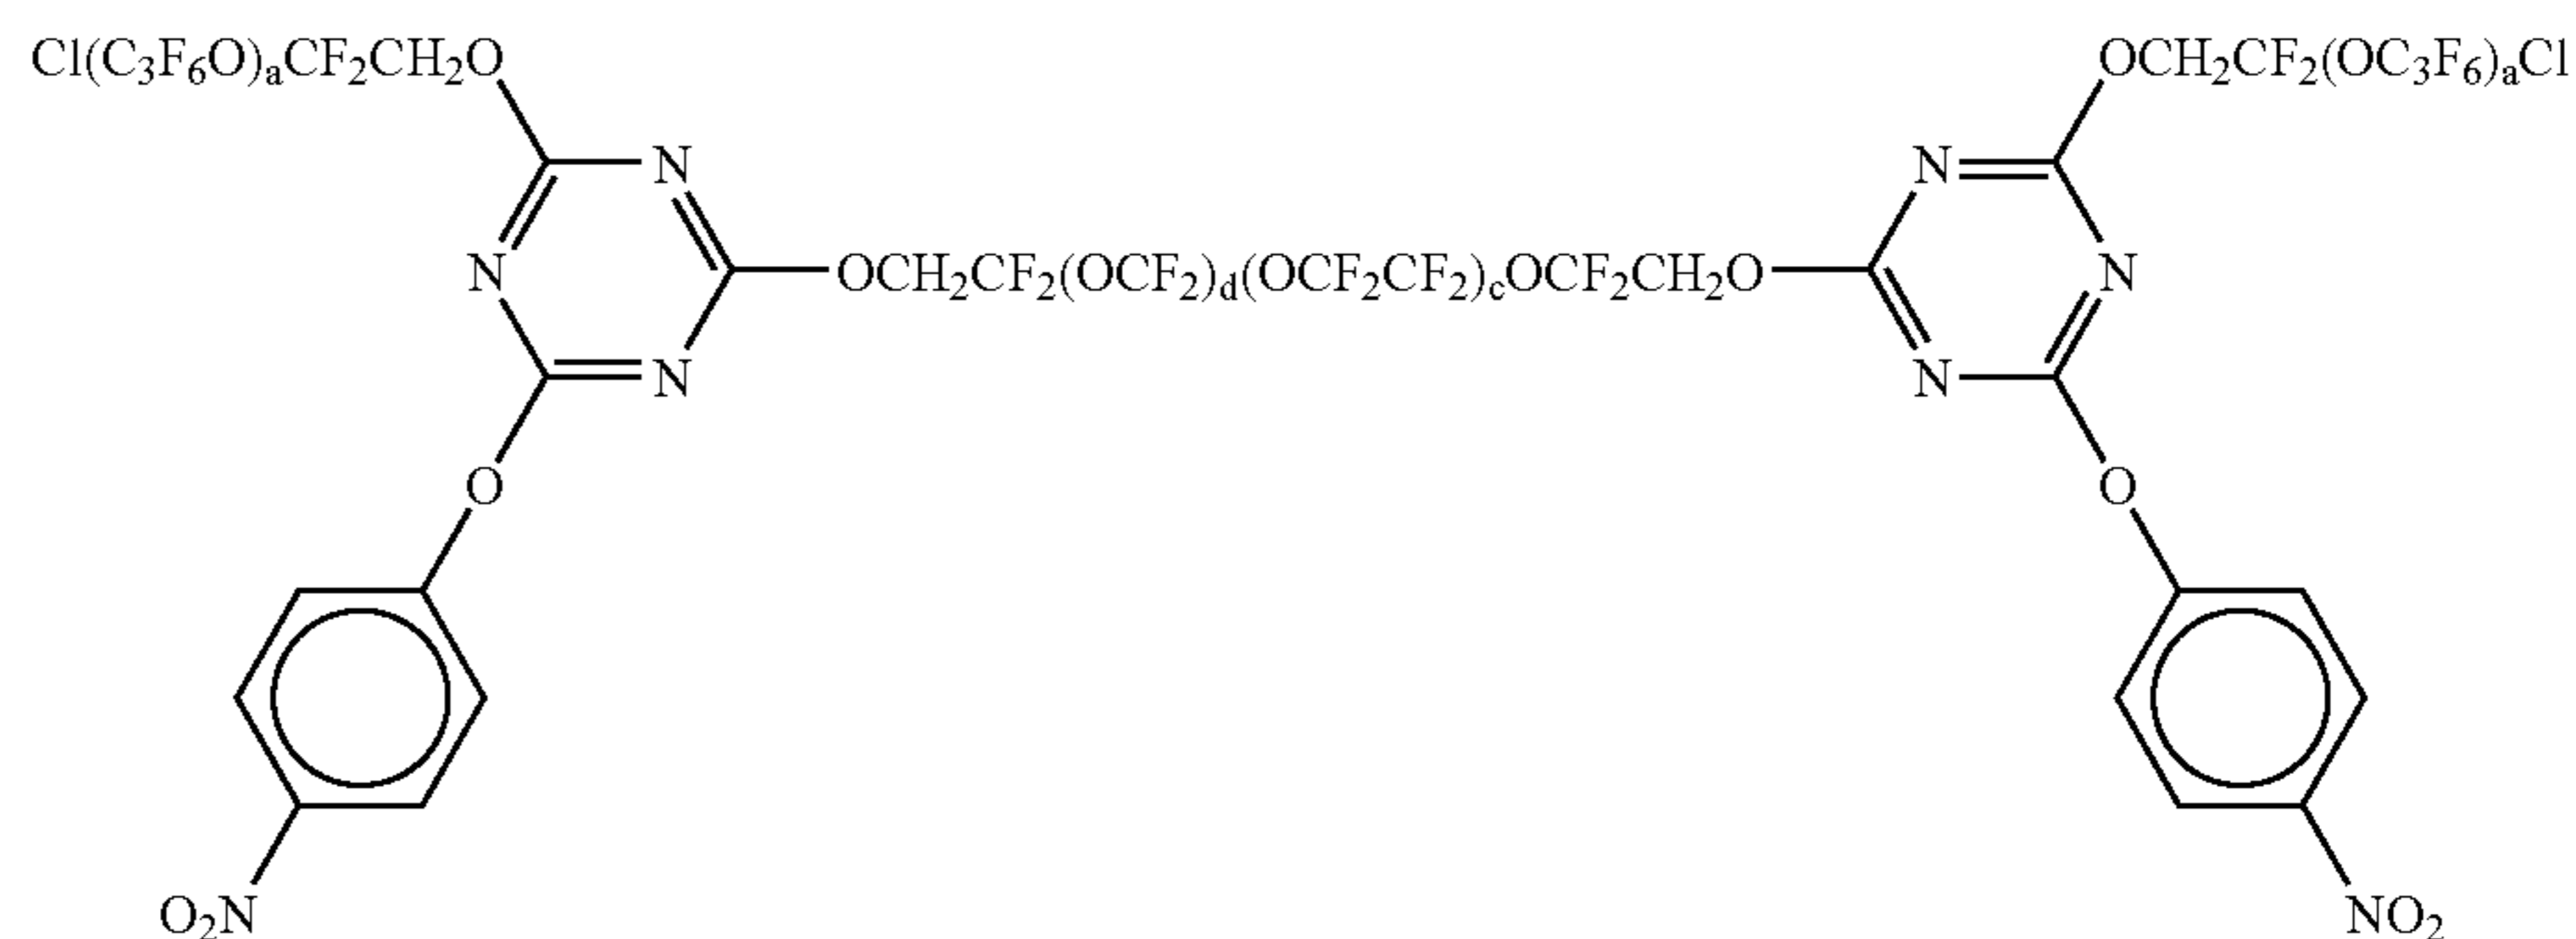 Cl(C₃F₆O)ₐCF₂CH₂O OCH₂CF₂(OC₃F₆)ₐCl
N N
N OCH₂CF₂(OCF₂)d(OCF₂CF₂)cOCF₂CH₂O N
N N
O O
O₂N NO₂